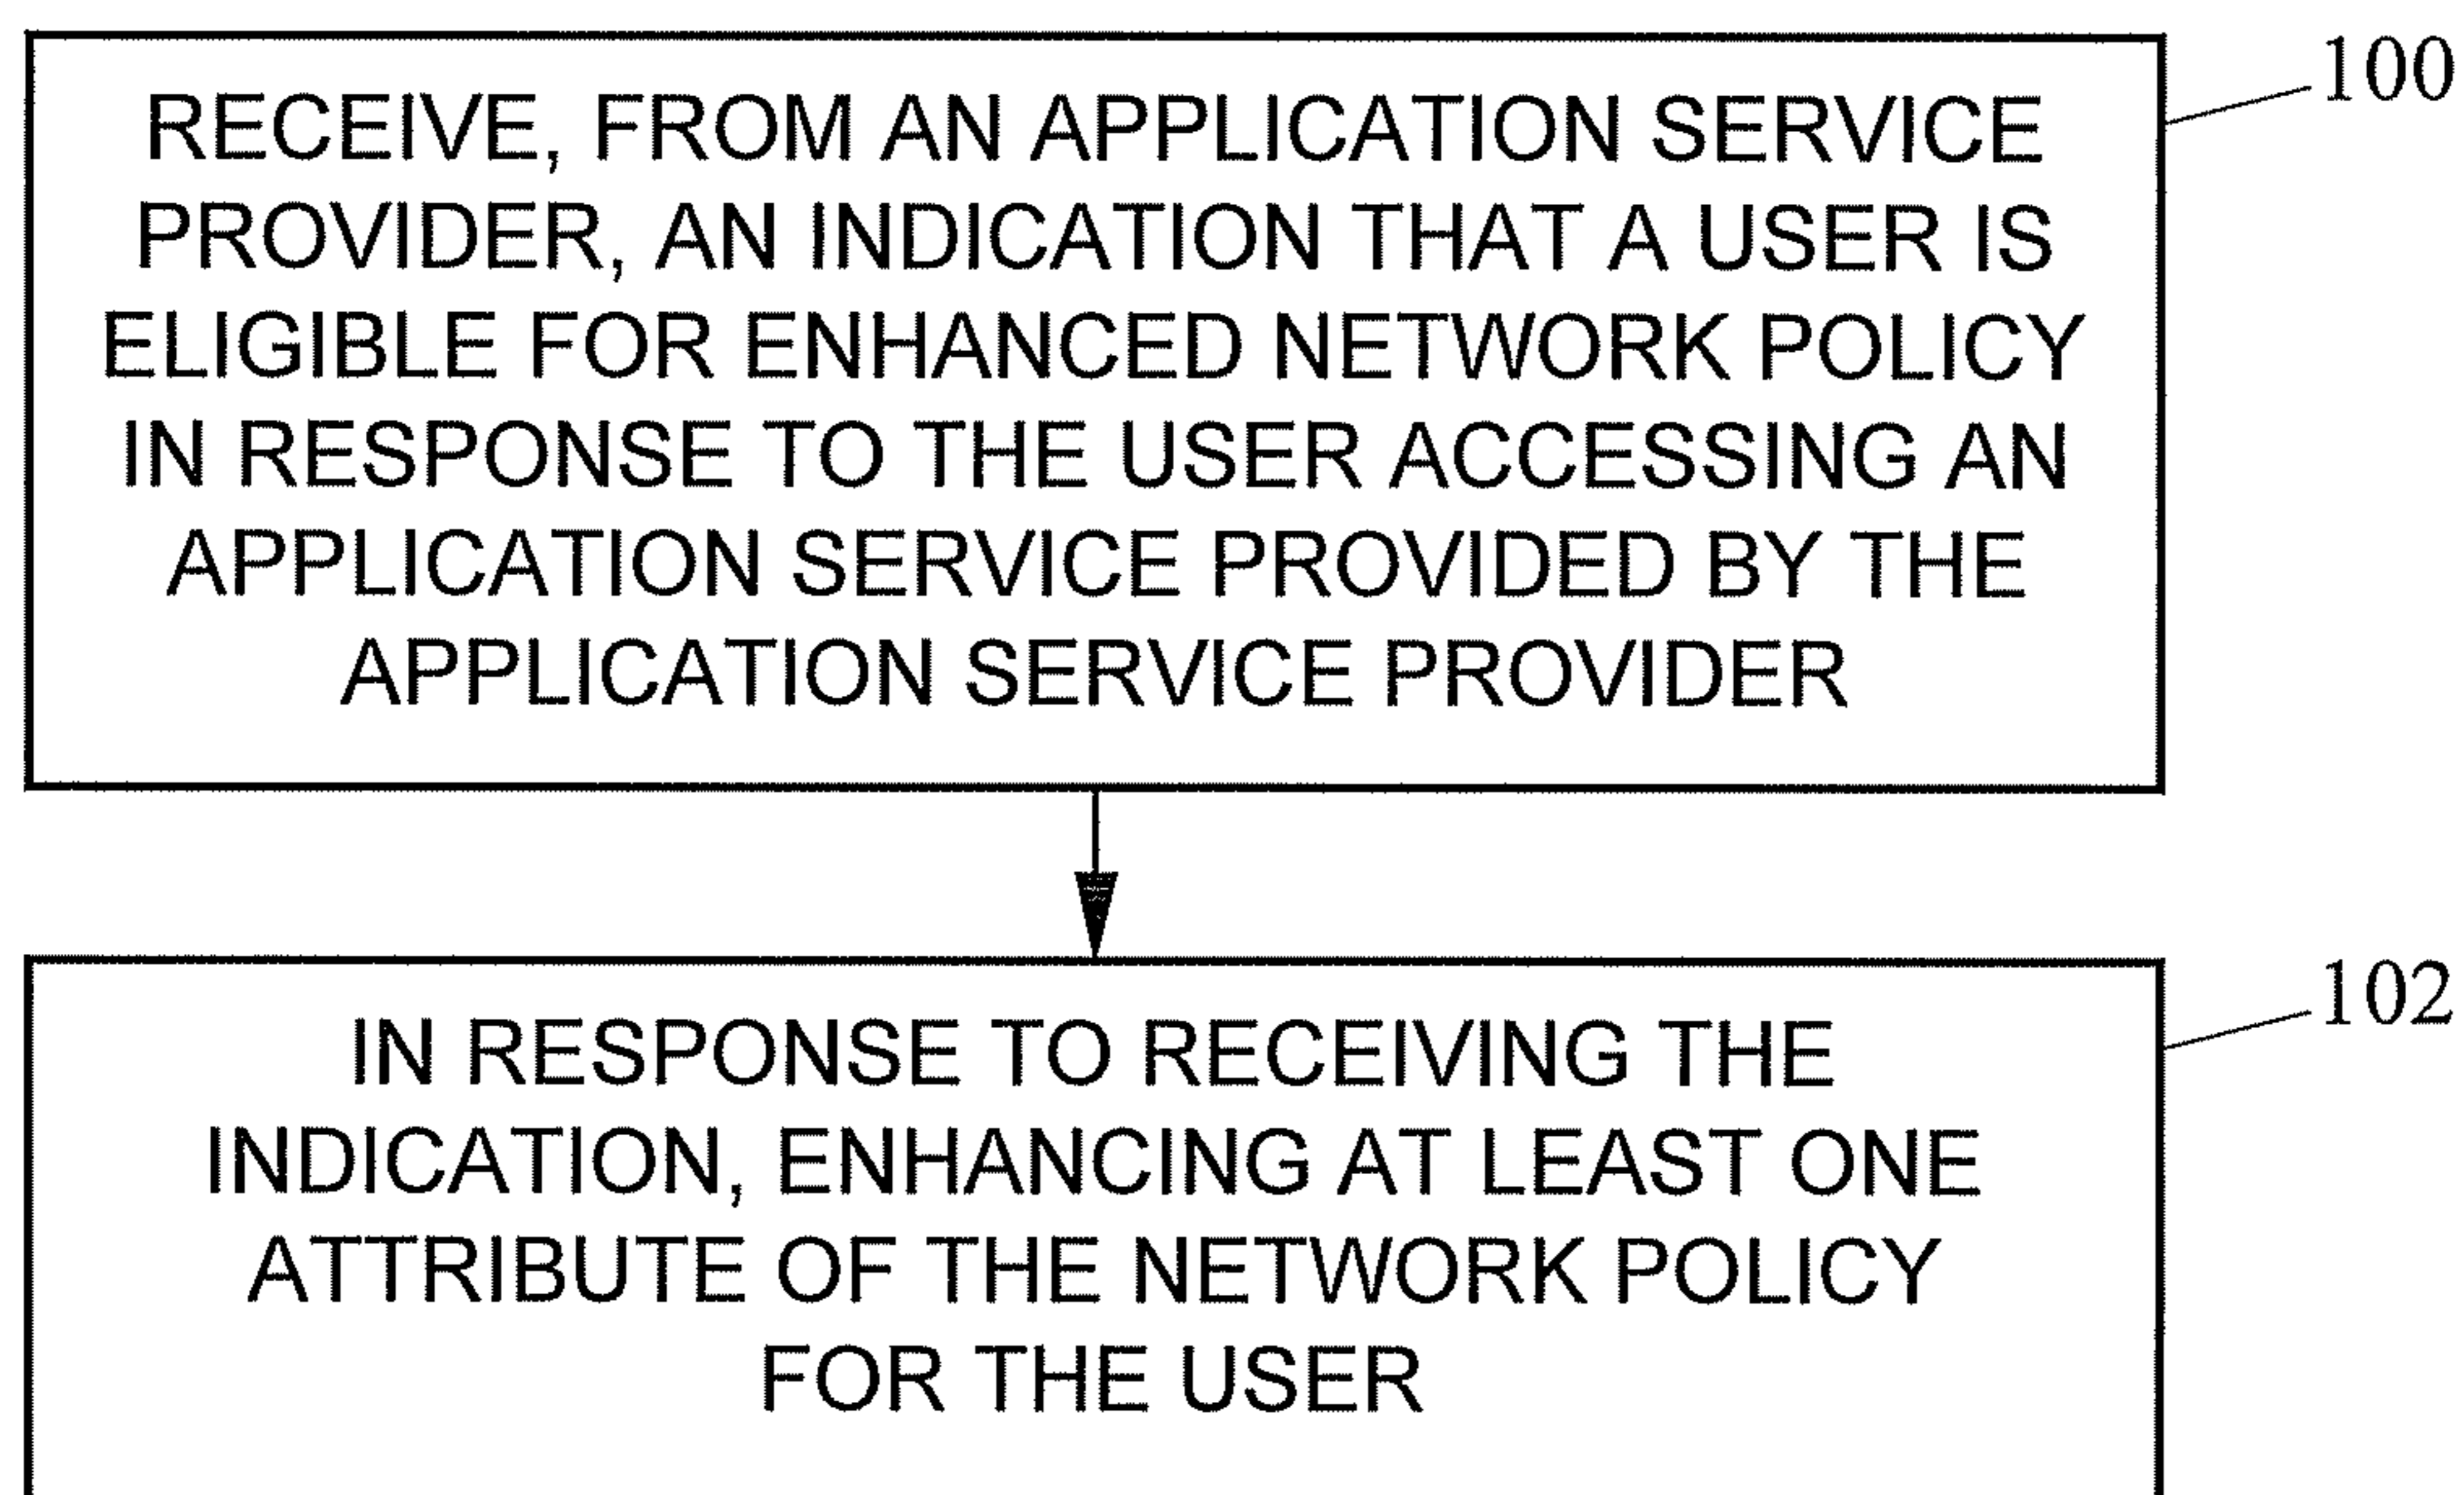 RECEIVE, FROM AN APPLICATION SERVICE
PROVIDER, AN INDICATION THAT A USER IS
ELIGIBLE FOR ENHANCED NETWORK POLICY
IN RESPONSE TO THE USER ACCESSING AN
APPLICATION SERVICE PROVIDED BY THE
APPLICATION SERVICE PROVIDER
100
IN RESPONSE TO RECEIVING THE
INDICATION, ENHANCING AT LEAST ONE
ATTRIBUTE OF THE NETWORK POLICY
FOR THE USER
102